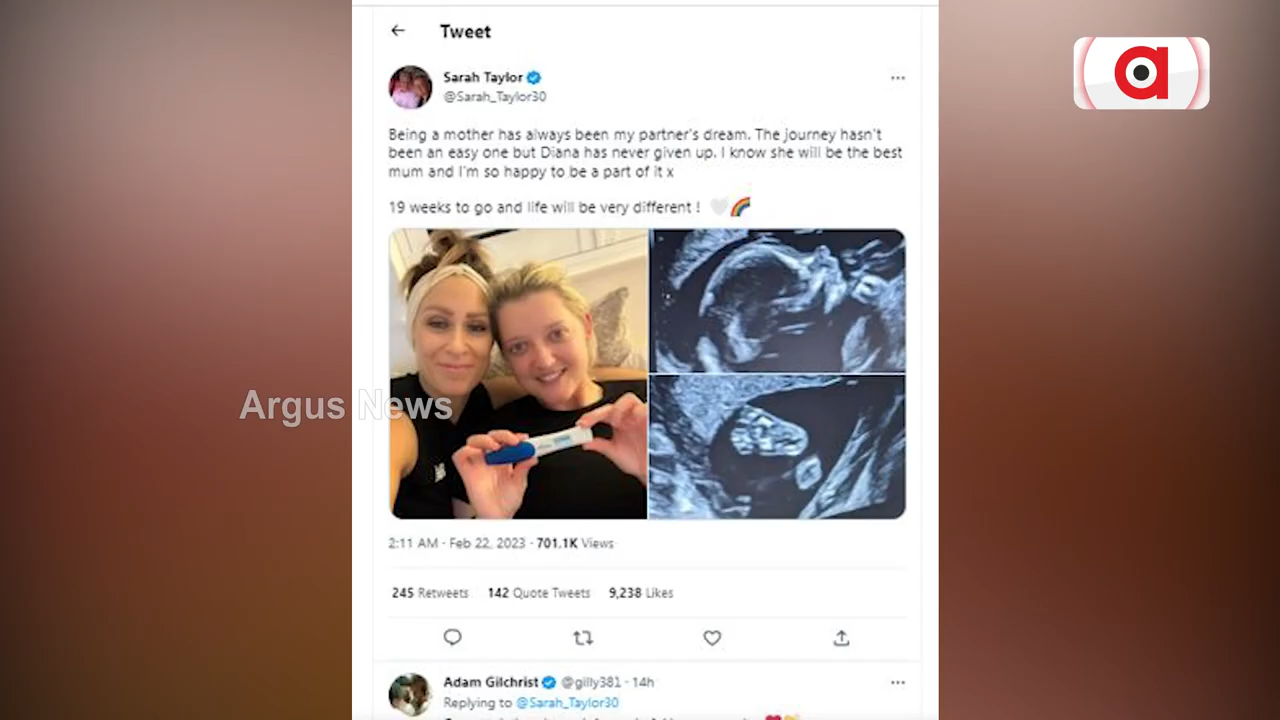 Tweet
Sarah Taylor
@Sarah_Taylor30
Being a mother has always been my partner's dream. The journey hasn't
been an easy one but Diana has never given up. I know she will be the best
mum and I'm so happy to be a part of it x
19 weeks to go and life will be very different ! 🤍🌈
Argus News
2:11 AM · Feb 22, 2023 · 701.1K Views
245 Retweets 142 Quote Tweets 9,238 Likes
Adam Gilchrist @gilly381 · 14h
Replying to @Sarah_Taylor30